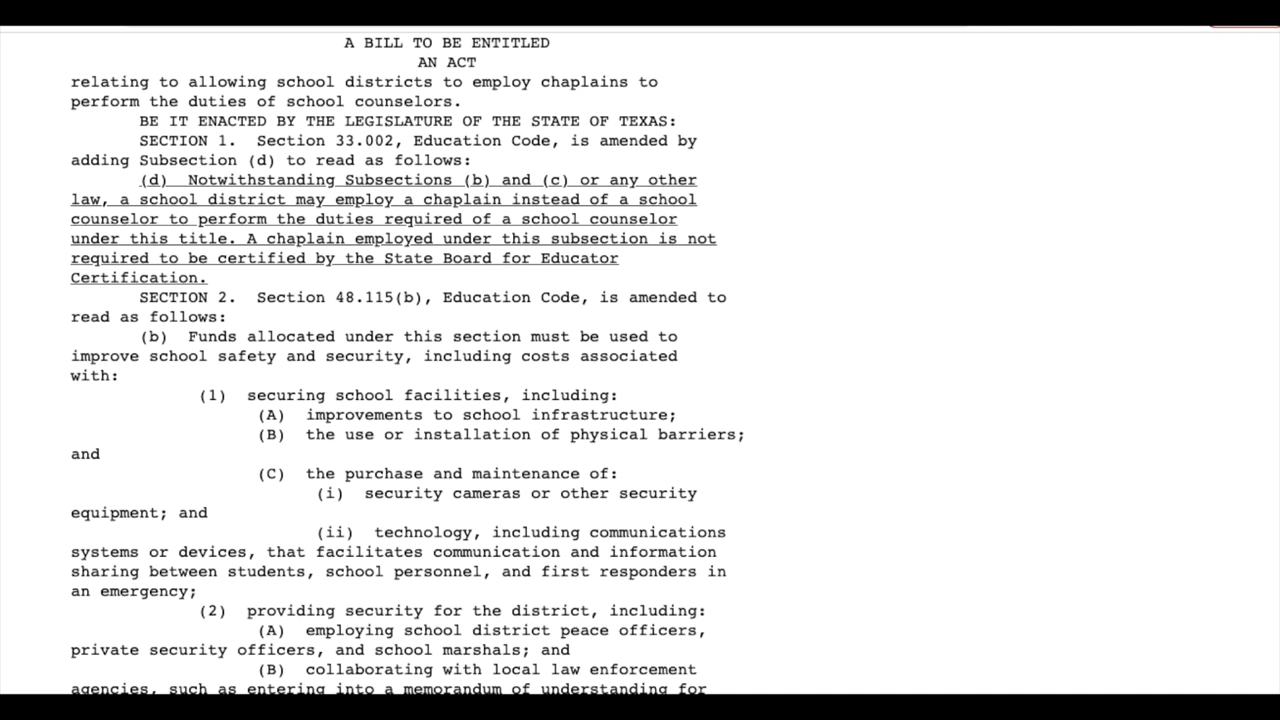 A BILL TO BE ENTITLED
AN ACT
relating to allowing school districts to employ chaplains to
perform the duties of school counselors.
BE IT ENACTED BY THE LEGISLATURE OF THE STATE OF TEXAS:
SECTION 1.  Section 33.002, Education Code, is amended by
adding Subsection (d) to read as follows:
(d)  Notwithstanding Subsections (b) and (c) or any other
law, a school district may employ a chaplain instead of a school
counselor to perform the duties required of a school counselor
under this title. A chaplain employed under this subsection is not
required to be certified by the State Board for Educator
Certification.
SECTION 2.  Section 48.115(b), Education Code, is amended to
read as follows:
(b)  Funds allocated under this section must be used to
improve school safety and security, including costs associated
with:
(1)  securing school facilities, including:
(A)  improvements to school infrastructure;
(B)  the use or installation of physical barriers;
and
(C)  the purchase and maintenance of:
(i)  security cameras or other security
equipment; and
(ii)  technology, including communications
systems or devices, that facilitates communication and information
sharing between students, school personnel, and first responders in
an emergency;
(2)  providing security for the district, including:
(A)  employing school district peace officers,
private security officers, and school marshals; and
(B)  collaborating with local law enforcement
agencies, such as entering into a memorandum of understanding for